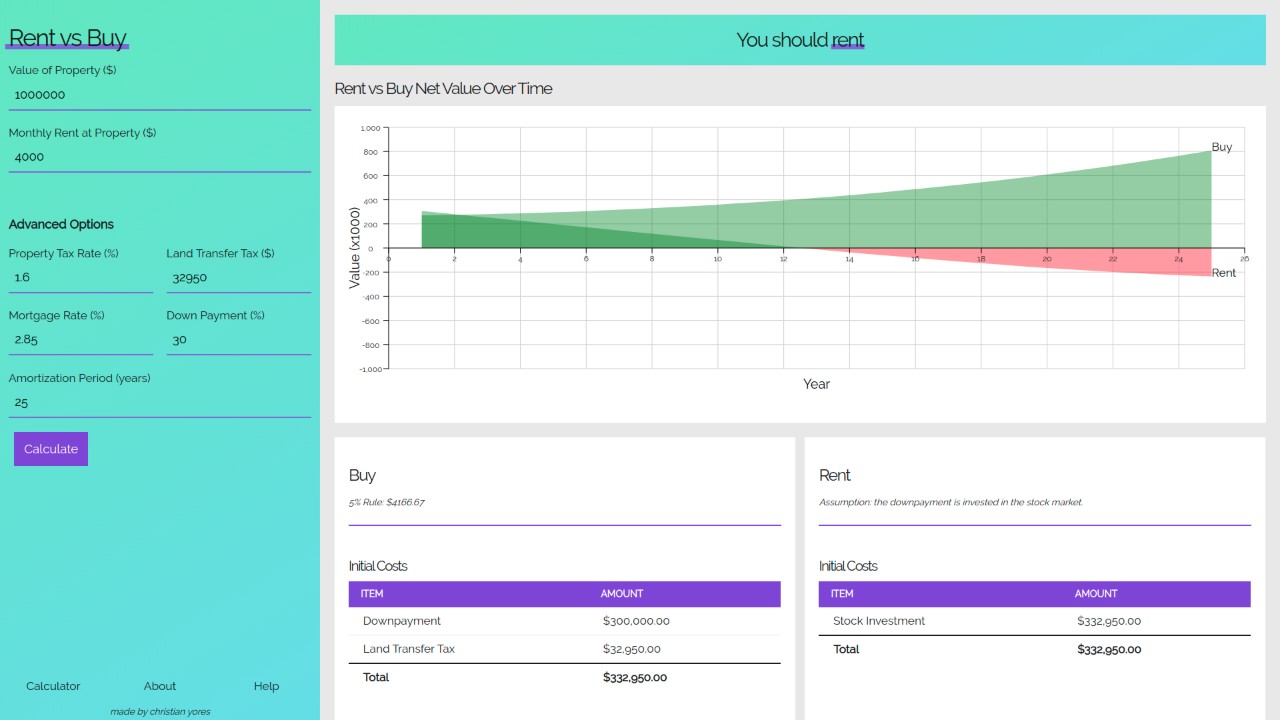 Rent vs Buy
Value of Property ($)
1000000
Monthly Rent at Property ($)
4000
Advanced Options
Property Tax Rate (%) Land Transfer Tax ($)
1.6 32950
Mortgage Rate (%) Down Payment (%)
2.85 30
Amortization Period (years)
25
Calculate
Calculator About Help
made by christian yores
You should rent
Rent vs Buy Net Value Over Time
Value (x1000)
1,000
800
600
400
200
0
-200
-400
-600
-800
-1,000
0 2 4 6 8 10 12 14 16 18 20 22 24 26
Buy
Rent
Year
Buy
5% Rule: $4166.67
Initial Costs
ITEM AMOUNT
Downpayment $300,000.00
Land Transfer Tax $32,950.00
Total $332,950.00
Rent
Assumption: the downpayment is invested in the stock market.
Initial Costs
ITEM AMOUNT
Stock Investment $332,950.00
Total $332,950.00